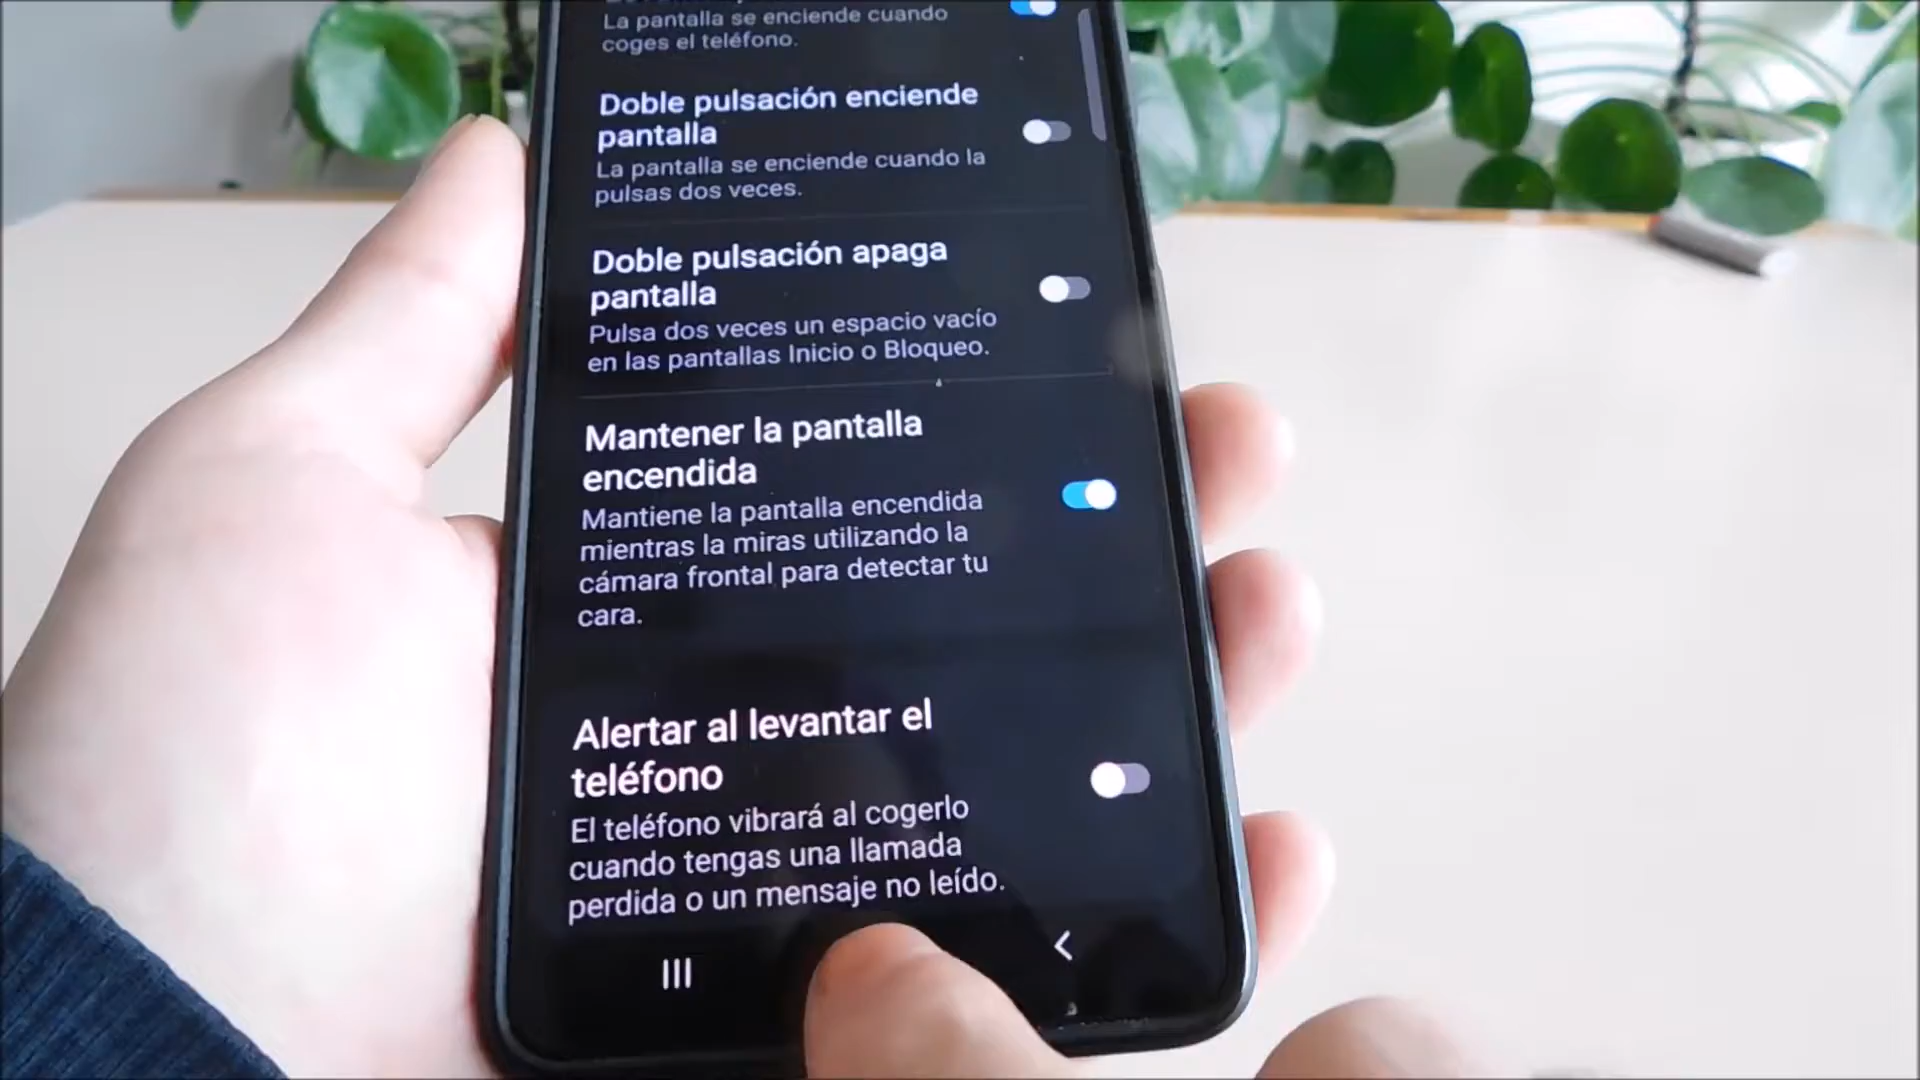 La pantalla se enciende cuando
coges el teléfono.
Doble pulsación enciende
pantalla
La pantalla se enciende cuando la
pulsas dos veces.
Doble pulsación apaga
pantalla
Pulsa dos veces un espacio vacío
en las pantallas Inicio o Bloqueo.
Mantener la pantalla
encendida
Mantiene la pantalla encendida
mientras la miras utilizando la
cámara frontal para detectar tu
cara.
Alertar al levantar el
teléfono
El teléfono vibrará al cogerlo
cuando tengas una llamada
perdida o un mensaje no leído.